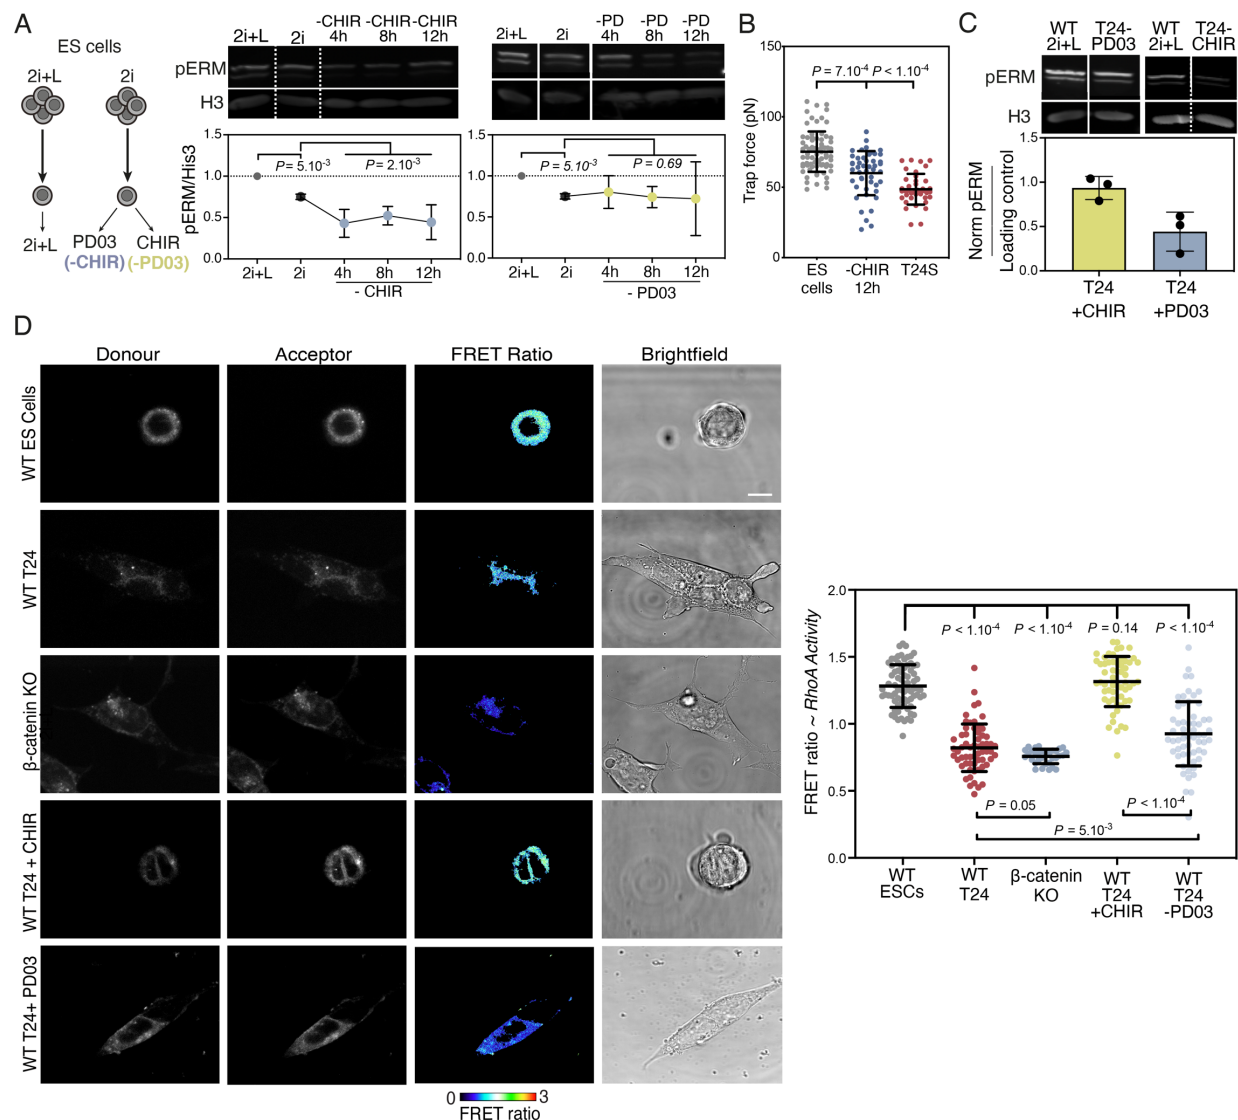 A
ES cells
2i+L
2i
2i+L
PD03
CHIR
(-CHIR)
(-PD03)
-CHIR
-CHIR
-CHIR
2i+L
2i
4h
8h
12h
pERM
H3
pERM/His3
1.5
1.0
0.5
0.0
P = 5.10-3
P = 2.10-3
2i+L
2i
4h
8h
12h
- CHIR
-PD
-PD
-PD
2i+L
2i
4h
8h
12h
1.5
1.0
0.5
0.0
P = 5.10-3
P = 0.69
2i+L
2i
4h
8h
12h
- PD03
B
Trap force (pN)
150
100
50
0
P = 7.10-4
P < 1.10-4
ES
cells
-CHIR
12h
T24S
C
WT
2i+L
T24-
PD03
WT
2i+L
T24-
CHIR
pERM
H3
Norm pERM
Loading control
1.0
0.5
0.0
T24
+CHIR
T24
+PD03
D
Donour
Acceptor
FRET Ratio
Brightfield
WT ES Cells
WT T24
β-catenin KO
WT T24 + CHIR
WT T24+ PD03
0
3
FRET ratio
FRET ratio ~ RhoA Activity
2.0
1.5
1.0
0.5
0.0
P < 1.10-4
P < 1.10-4
P = 0.14
P < 1.10-4
P = 0.05
P < 1.10-4
P = 5.10-3
WT
ESCs
WT
T24
β-catenin
KO
WT
T24
+CHIR
WT
T24
-PD03